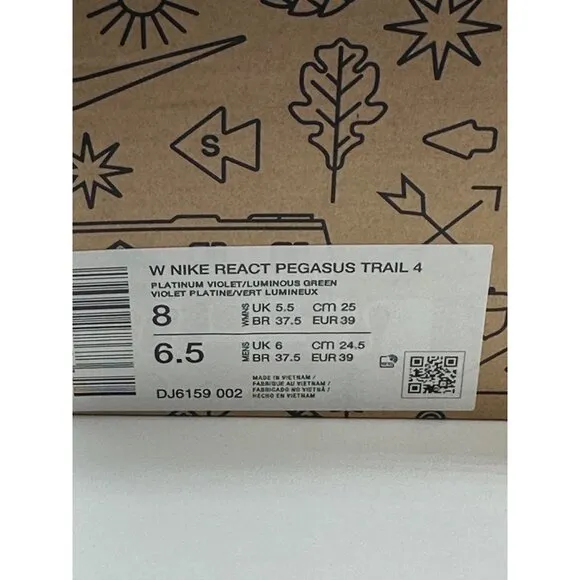 S
W NIKE REACT PEGASUS TRAIL 4
PLATINUM VIOLET/LUMINOUS GREEN
VIOLET PLATINE/VERT LUMINEUX
8 WMNS UK 5.5 cm 25
BR 37.5 EUR 39
6.5 MENS UK 6 cm 24.5
BR 37.5 EUR 39
MADE IN VIETNAM /
FABRIQUE AU VIETNAM /
FABRICADO NO VIETNÃ /
HECHO EN VIETNAM
DJ6159 002